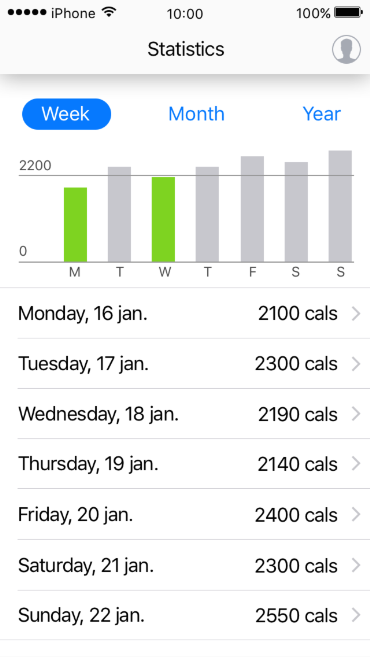 iPhone 10:00 100%
Statistics
Week Month Year
2200
0
M T W T F S S
Monday, 16 jan. 2100 cals
Tuesday, 17 jan. 2300 cals
Wednesday, 18 jan. 2190 cals
Thursday, 19 jan. 2140 cals
Friday, 20 jan. 2400 cals
Saturday, 21 jan. 2300 cals
Sunday, 22 jan. 2550 cals